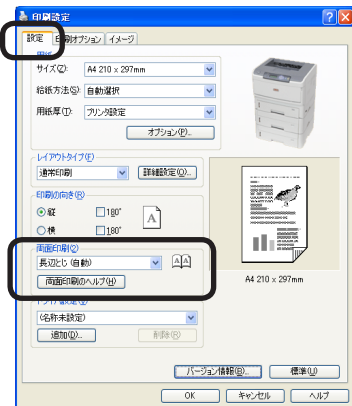 印刷設定
設定 印刷オプション イメージ
用紙
サイズ(Z): A4 210 x 297mm
給紙方法(S): 自動選択
用紙厚(T): プリンタ設定
オプション(P)...
レイアウトタイプ(F)
通常印刷 詳細設定(O)...
印刷の向き(R)
縦 180°
横 180°
A
両面印刷(2)
長辺とじ (自動)
A A
両面印刷のヘルプ(H)
A4 210 x 297mm
(名称未設定)
追加(D)... 削除(R)
バージョン情報(B)... 標準(U)
OK キャンセル ヘルプ